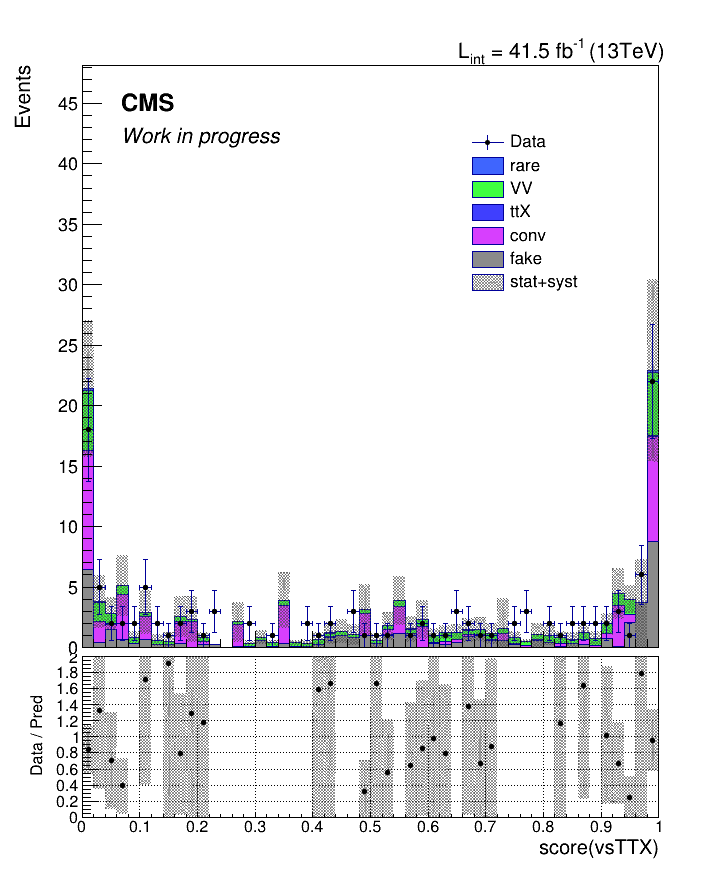 L_int = 41.5 fb^-1 (13TeV)
Events
CMS
Work in progress
Data
rare
VV
ttX
conv
fake
stat+syst
45
40
35
30
25
20
15
10
5
0
Data / Pred
2
1.8
1.6
1.4
1.2
1
0.8
0.6
0.4
0.2
0
0 0.1 0.2 0.3 0.4 0.5 0.6 0.7 0.8 0.9 1
score(vsTTX)